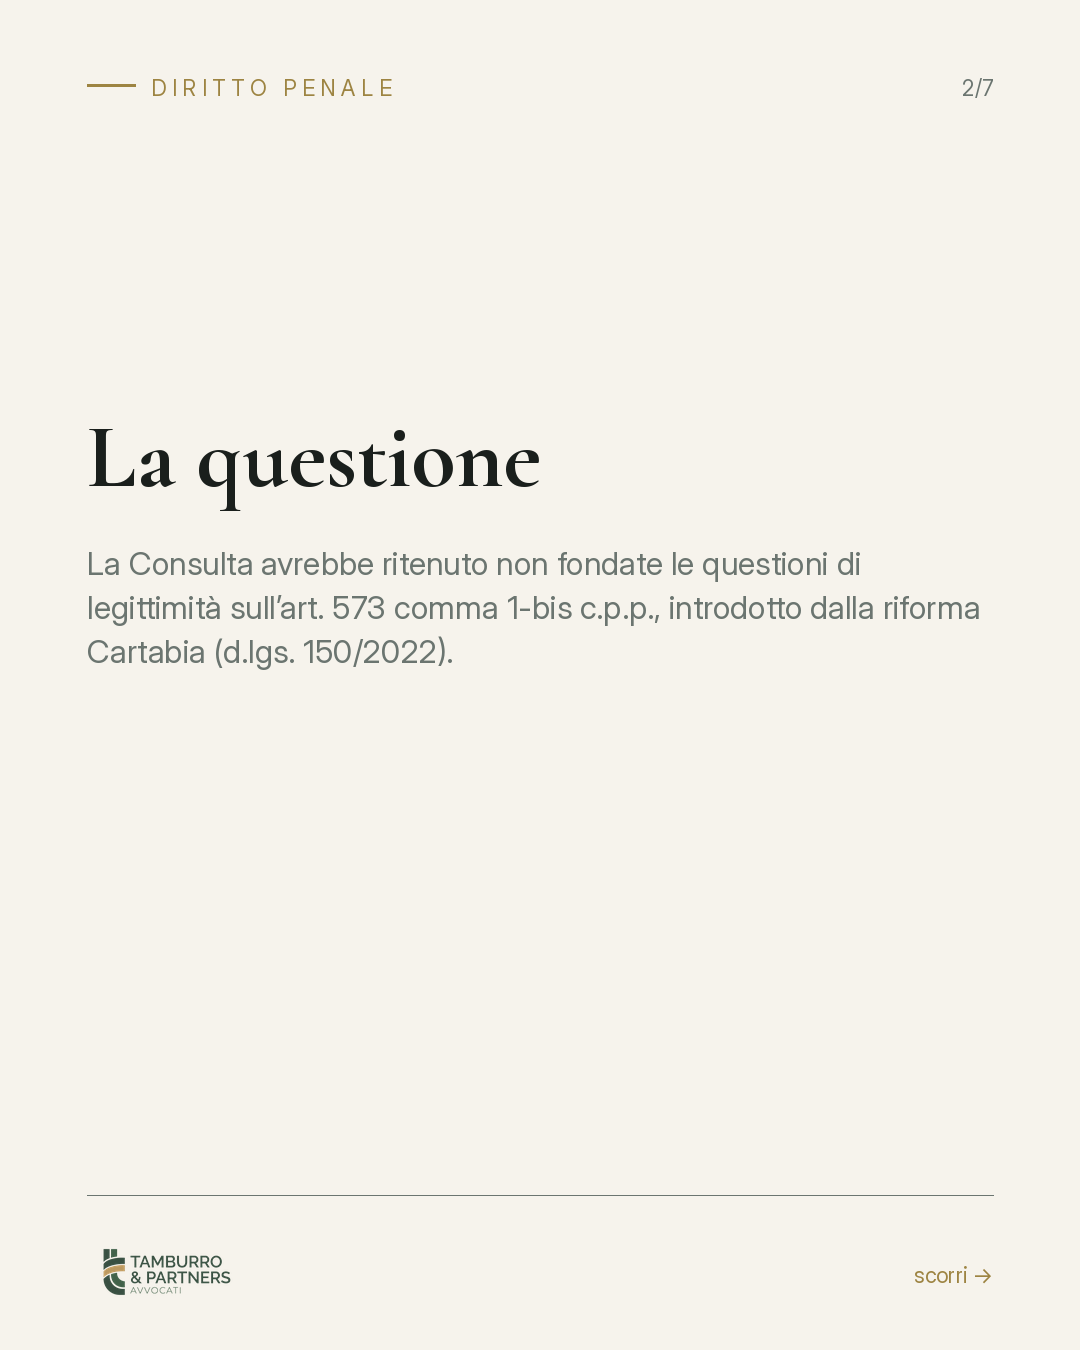 DIRITTO PENALE
2/7
La questione
La Consulta avrebbe ritenuto non fondate le questioni di
legittimità sull’art. 573 comma 1-bis c.p.p., introdotto dalla riforma
Cartabia (d.lgs. 150/2022).
TAMBURRO
& PARTNERS
AVVOCATI
scorri →